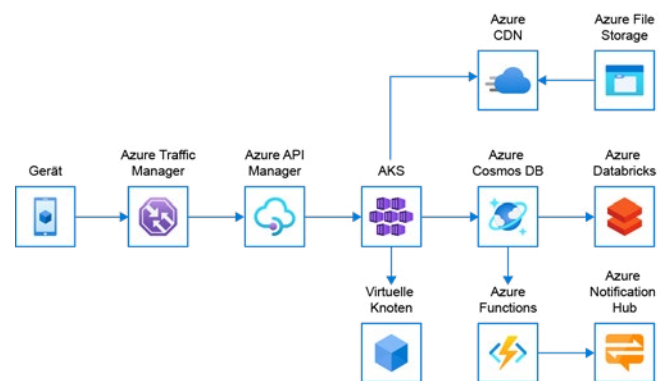 Azure
CDN
Azure File
Storage
Gerät
Azure Traffic
Manager
Azure API
Manager
AKS
Azure
Cosmos DB
Azure
Databricks
Virtuelle
Knoten
Azure
Functions
Azure
Notification
Hub